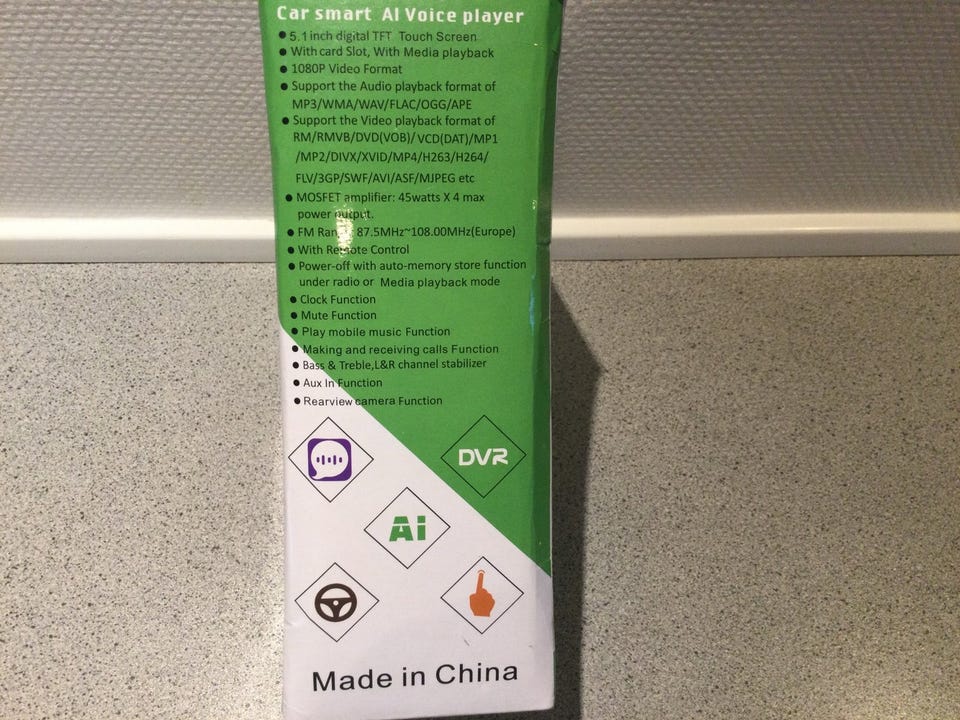 Car smart AI Voice player
• 5.1inch digital TFT Touch Screen
• With card Slot, With Media playback
• 1080P Video Format
• Support the Audio playback format of
MP3/WMA/WAV/FLAC/OGG/APE
• Support the Video playback format of
RM/RMVB/DVD(VOB)/VCD(DAT)/MP1
/MP2/DIVX/XVID/MP4/H263/H264/
FLV/3GP/SWF/AVI/ASF/MJPEG etc
• MOSFET amplifier: 45watts X 4 max
power output.
• FM 87.5MHz~108.00MHz(Europe)
• With Remote Control
• Power-off with auto-memory store function
under radio or Media playback mode
• Clock Function
• Mute Function
• Play mobile music Function
• Making and receiving calls Function
• Bass & Treble,L&R channel stabilizer
• Aux In Function
• Rearview camera Function
DVR
Ai
Made in China